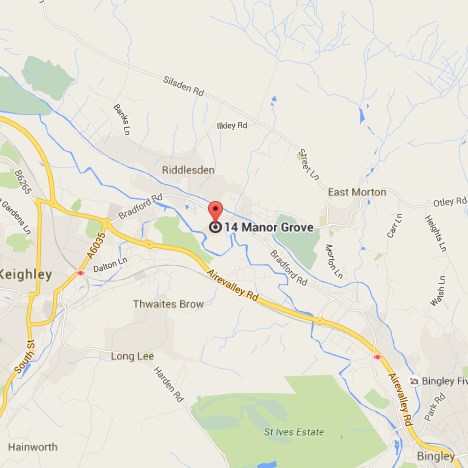 Silsden Rd
Banks Ln
Ilkley Rd
Street Ln
Riddlesden
B6265
East Morton
Bradford Rd
Otley Rd
Gardens Ln
14 Manor Grove
Carr Ln
Heights Ln
A6035
Keighley
Dalton Ln
Morton Ln
Bradford Rd
Airevalley Rd
Walsh Ln
Thwaites Brow
South St
Long Lee
Harden Rd
Airevalley Rd
Bingley Fiv
Park Rd
St Ives Estate
Hainworth
Bingley